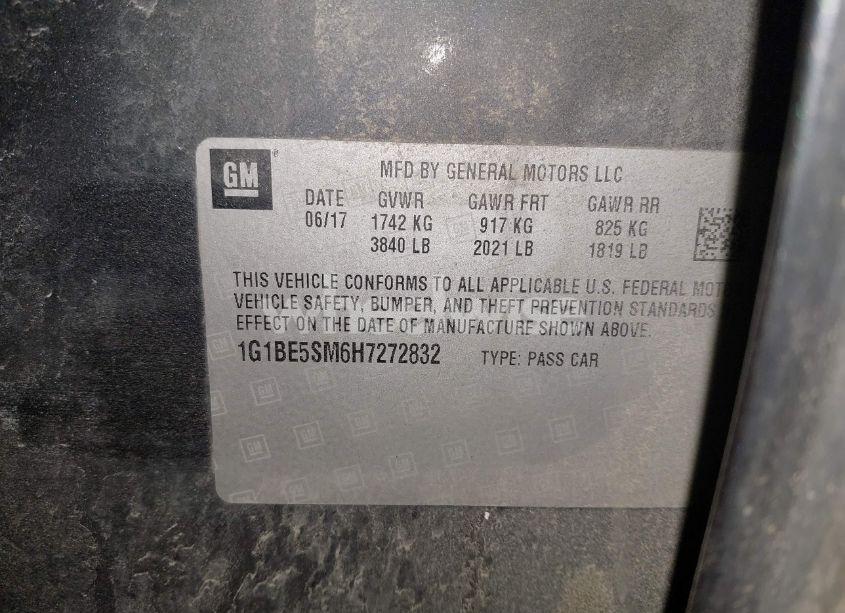 GM
MFD BY GENERAL MOTORS LLC
DATE GVWR GAWR FRT GAWR RR
06/17 1742 KG 917 KG 825 KG
3840 LB 2021 LB 1819 LB
THIS VEHICLE CONFORMS TO ALL APPLICABLE U.S. FEDERAL
VEHICLE SAFETY, BUMPER, AND THEFT PREVENTION STANDARDS
EFFECT ON THE DATE OF MANUFACTURE SHOWN ABOVE.
1G1BE5SM6H7272832 TYPE: PASS CAR